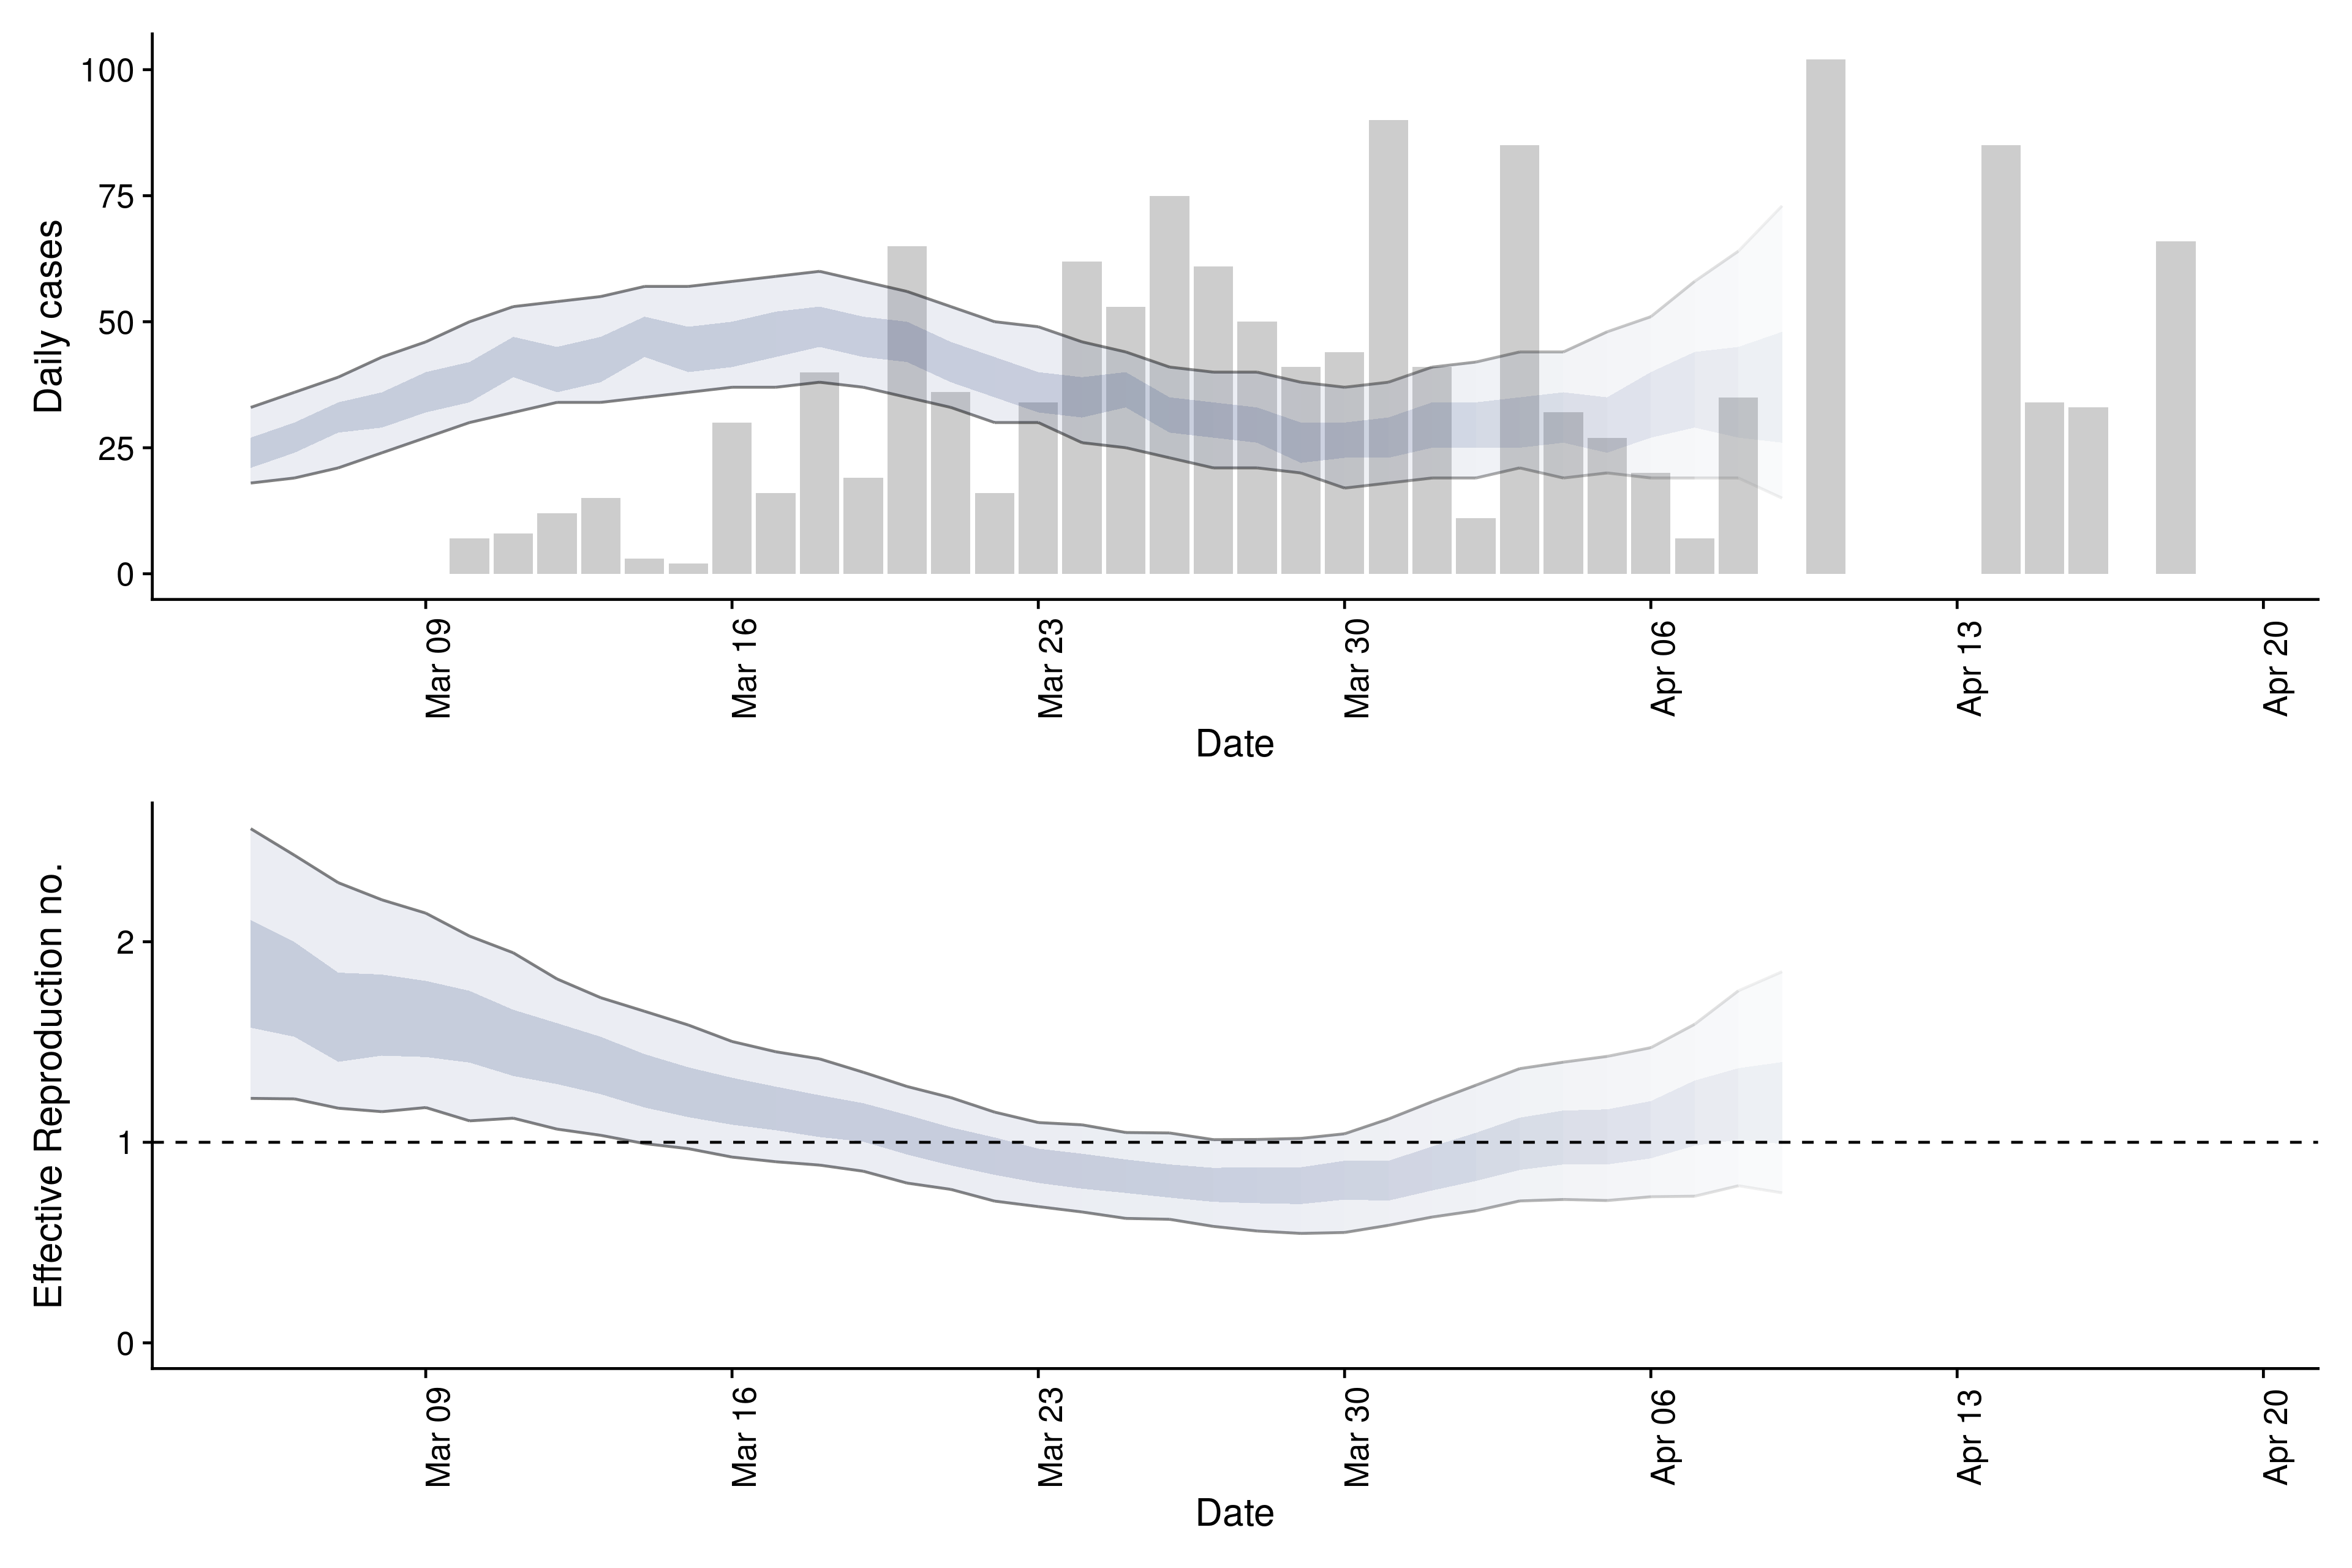 Daily cases
100
75
50
25
0
Mar 09
Mar 16
Mar 23
Mar 30
Apr 06
Apr 13
Apr 20
Date
Effective Reproduction no.
2
1
0
Mar 09
Mar 16
Mar 23
Mar 30
Apr 06
Apr 13
Apr 20
Date